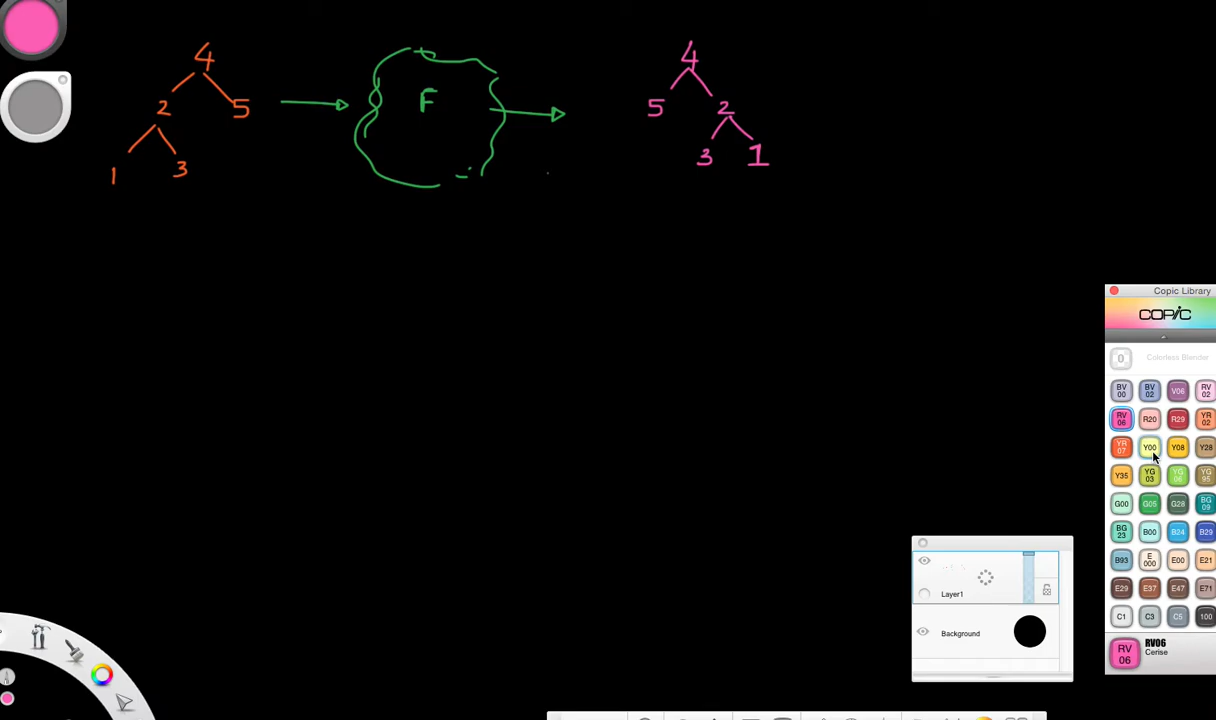 4
2 5
1 3
F
4
5 2
3 1
Copic Library
COPIC
0 Colorless Blender
BV 00 BV 02 V06 RV 02
RV 06 R20 R29 YR 02
YR 07 Y00 Y08 Y28
Y35 YG 03 YG 06 YG 95
G00 G05 G28 BG 09
BG 23 B00 B24 B29
B93 E 000 E00 E21
E29 E37 E47 E71
C1 C3 C5 100
RV 06 RV06
Cerise
Layer1
Background